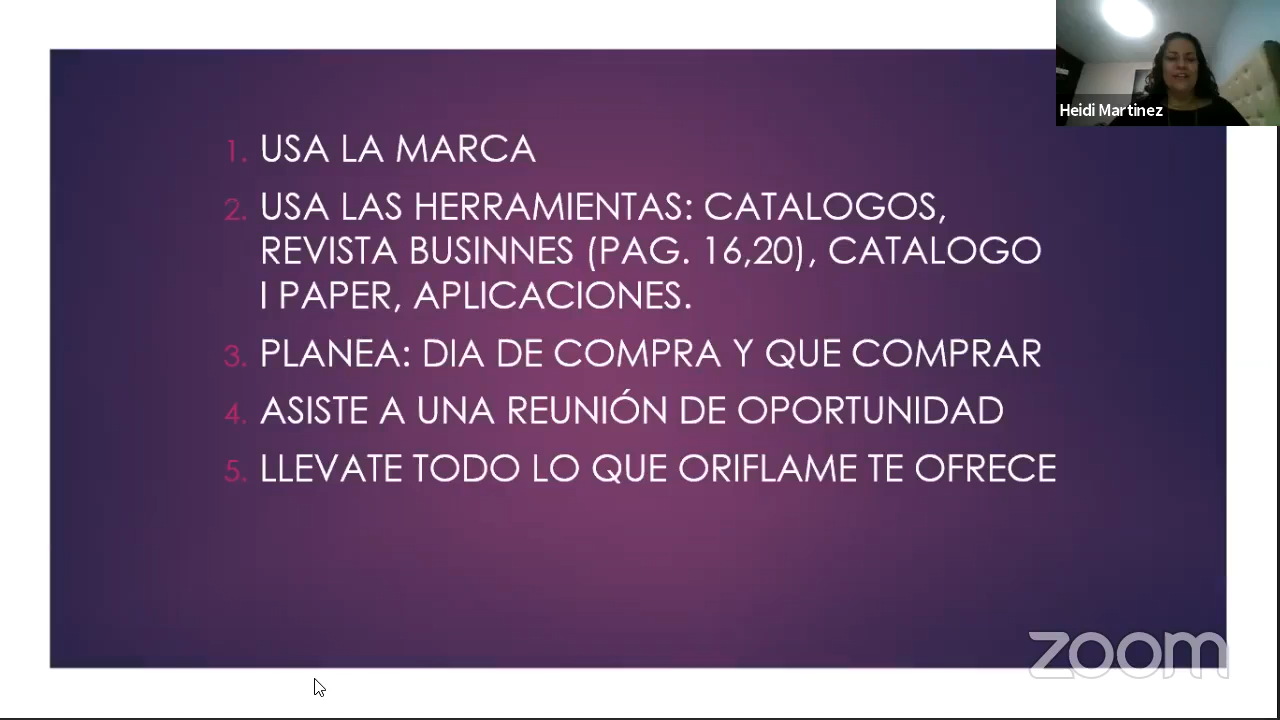 Heidi Martinez
1. USA LA MARCA
2. USA LAS HERRAMIENTAS: CATALOGOS,
REVISTA BUSINNES (PAG. 16,20), CATALOGO
I PAPER, APLICACIONES.
3. PLANEA: DIA DE COMPRA Y QUE COMPRAR
4. ASISTE A UNA REUNIÓN DE OPORTUNIDAD
5. LLEVATE TODO LO QUE ORIFLAME TE OFRECE
zoom